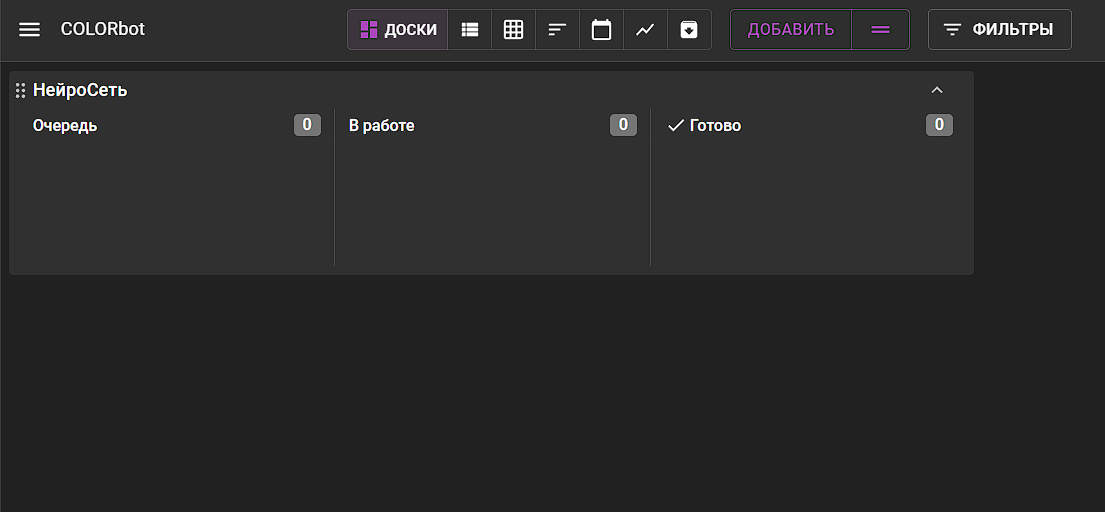 COLORbot
ДОСКИ
ДОБАВИТЬ
ФИЛЬТРЫ
НейроСеть
Очередь 0
В работе 0
Готово 0